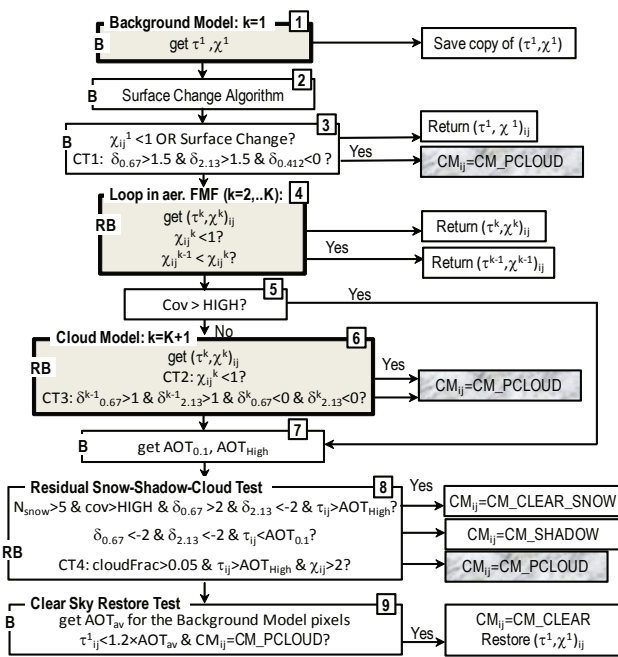 Background Model: k=1
1
B
get τ¹ ,χ¹
Save copy of (τ¹,χ¹)
2
B
Surface Change Algorithm
3
B
χᵢⱼ¹ <1 OR Surface Change?
Return (τ¹, χ¹)ᵢⱼ
CT1: δ₀.₆₇>1.5 & δ₂.₁₃>1.5 & δ₀.₄₁₂<0 ?
Yes
CMᵢⱼ=CM_PCLOUD
Loop in aer. FMF (k=2,..K):
4
RB
get (τᵏ,χᵏ)ᵢⱼ
χᵢⱼᵏ <1?
Return (τᵏ,χᵏ)ᵢⱼ
χᵢⱼᵏ⁻¹ < χᵢⱼᵏ?
Yes
Return (τᵏ⁻¹,χᵏ⁻¹)ᵢⱼ
5
Cov > HIGH?
Yes
No
Cloud Model: k=K+1
6
RB
get (τᵏ,χᵏ)ᵢⱼ
CT2: χᵢⱼᵏ<1?
Yes
CT3: δᵏ⁻¹₀.₆₇>1 & δᵏ⁻¹₂.₁₃>1 & δᵏ₀.₆₇<0 & δᵏ₂.₁₃<0?
CMᵢⱼ=CM_PCLOUD
7
B
get AOT₀.₁, AOT_High
Residual Snow-Shadow-Cloud Test
8
Yes
N_snow>5 & cov>HIGH & δ₀.₆₇ >2 & δ₂.₁₃ <-2 & τᵢⱼ>AOT_High?
CMᵢⱼ=CM_CLEAR_SNOW
δ₀.₆₇ <-2 & δ₂.₁₃ <-2 & τᵢⱼ<AOT₀.₁?
CMᵢⱼ=CM_SHADOW
RB
CT4: cloudFrac>0.05 & τᵢⱼ>AOT_High & χᵢⱼ>2?
CMᵢⱼ=CM_PCLOUD
Clear Sky Restore Test
9
B
get AOT_av for the Background Model pixels
τ¹ᵢⱼ<1.2×AOT_av & CMᵢⱼ=CM_PCLOUD?
Yes
CMᵢⱼ=CM_CLEAR
Restore (τ¹,χ¹)ᵢⱼ